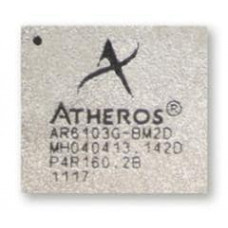 ATHEROS®
AR6103G-BM2D
MH040413.142D
P4R160.2B
1117